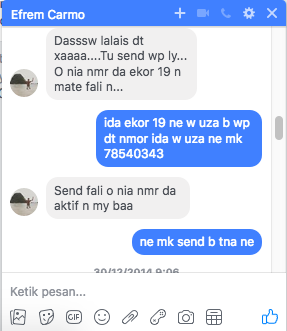 Efrem Carmo
Dasssw lalais dt
xaaaa....Tu send wp ly...
O nia nmr da ekor 19 n
mate fali n...
ida ekor 19 ne w uza b wp
dt nmor ida w uza ne mk
78540343
Send fali o nia nmr da
aktif n my baa
ne mk send b tna ne
30/12/2014 9:06
Ketik pesan...
GIF